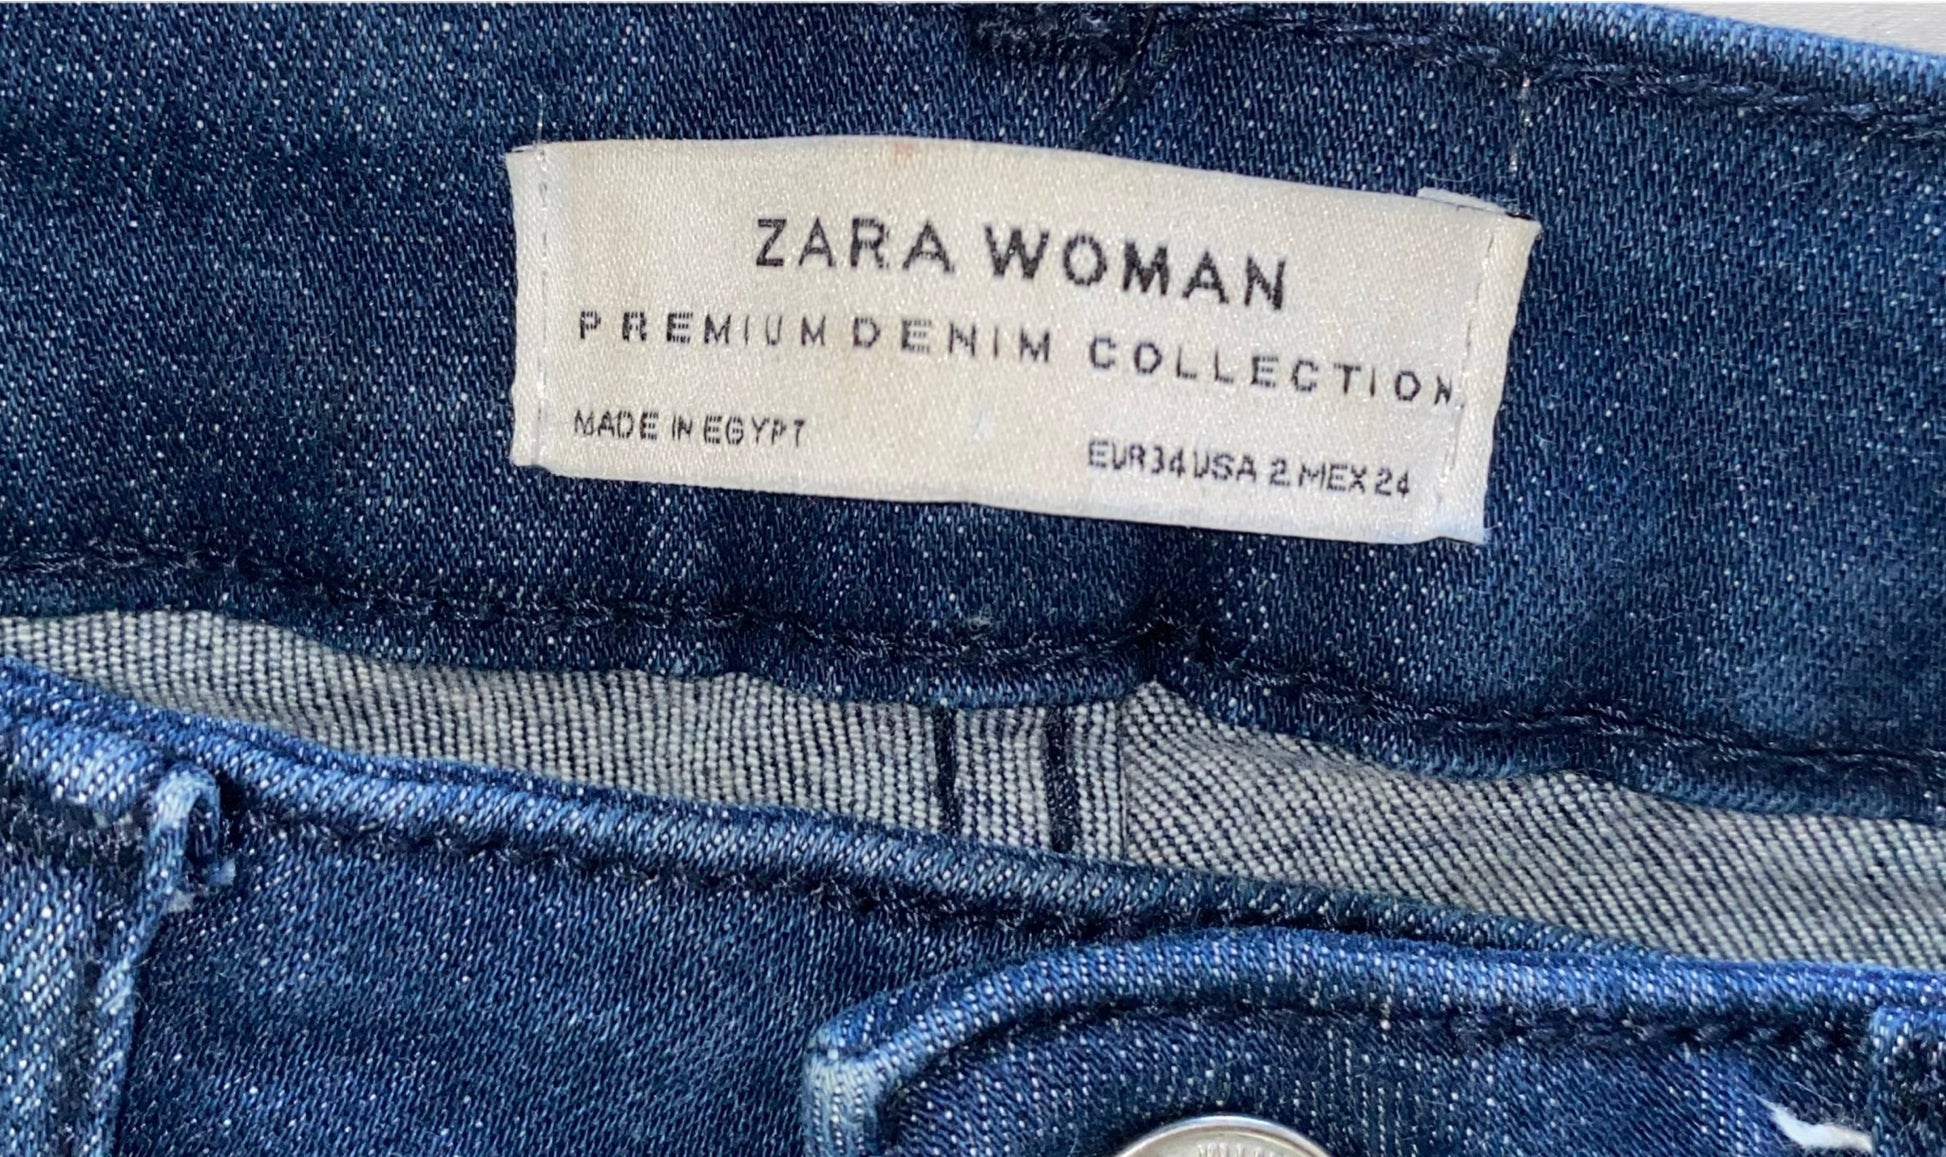 ZARA WOMAN
PREMIUM DENIM COLLECTION
MADE IN EGYPT
EUR 34 USA 2 MEX 24